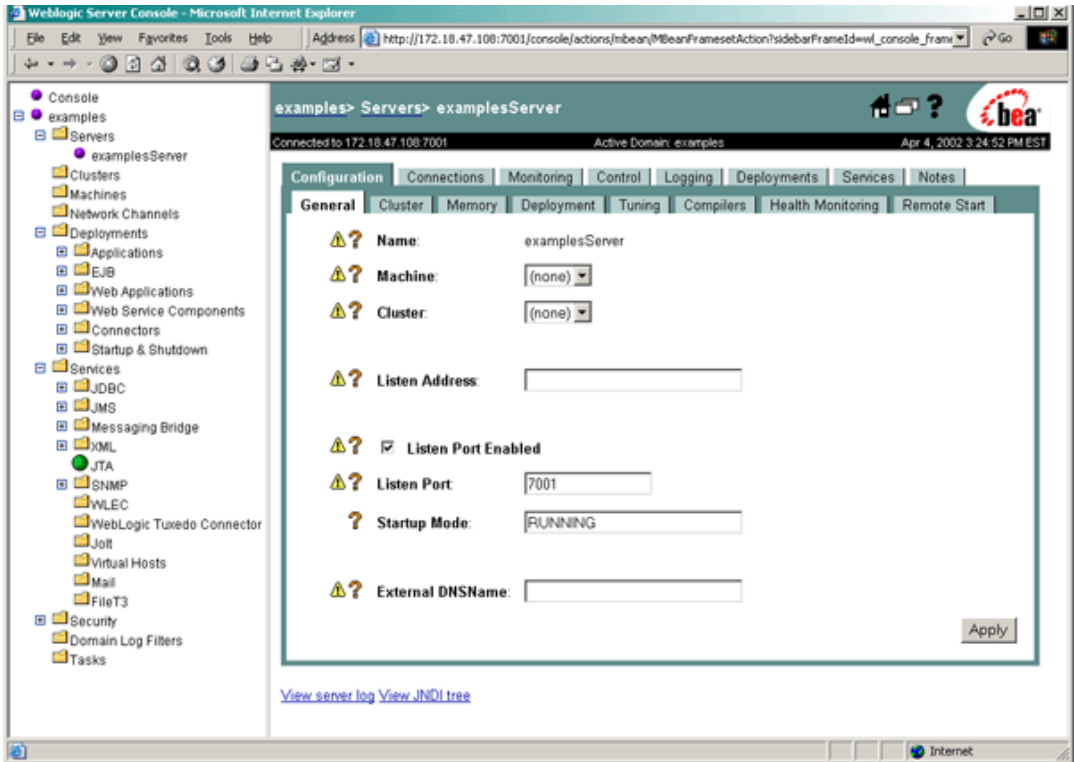 Weblogic Server Console - Microsoft Internet Explorer
File Edit View Favorites Tools Help Address http://172.18.47.108:7001/console/actions/mbean/MBeanFramesetAction?sidebarFrameId=wl_console_frame Go
Console
examples
Servers
examplesServer
Clusters
Machines
Network Channels
Deployments
Applications
EJB
Web Applications
Web Service Components
Connectors
Startup & Shutdown
Services
JDBC
JMS
Messaging Bridge
XML
JTA
SNMP
WLEC
WebLogic Tuxedo Connector
Jolt
Virtual Hosts
Mail
FileT3
Security
Domain Log Filters
Tasks
examples> Servers> examplesServer ? bea
Connected to 172.18.47.108:7001 Active Domain: examples Apr 4, 2002 3:24:52 PM EST
Configuration Connections Monitoring Control Logging Deployments Services Notes
General Cluster Memory Deployment Tuning Compilers Health Monitoring Remote Start
? Name: examplesServer
? Machine: (none)
? Cluster: (none)
? Listen Address:
? Listen Port Enabled
? Listen Port: 7001
? Startup Mode: RUNNING
? External DNSName:
Apply
View server log View JNDI tree
Internet